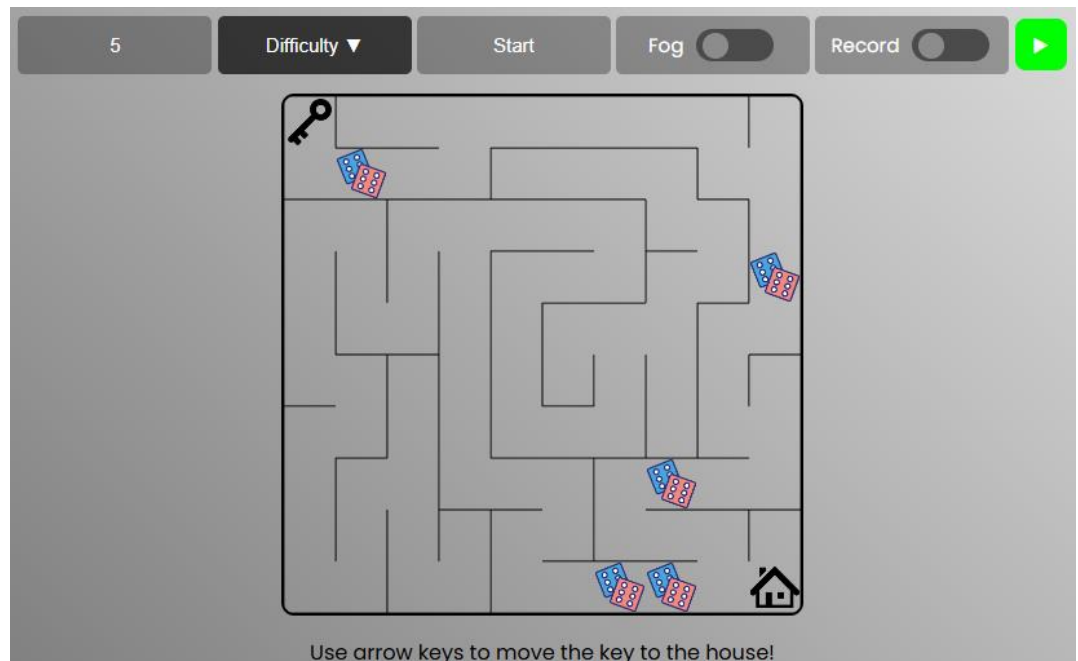 5 Difficulty ▼ Start Fog Record
Use arrow keys to move the key to the house!